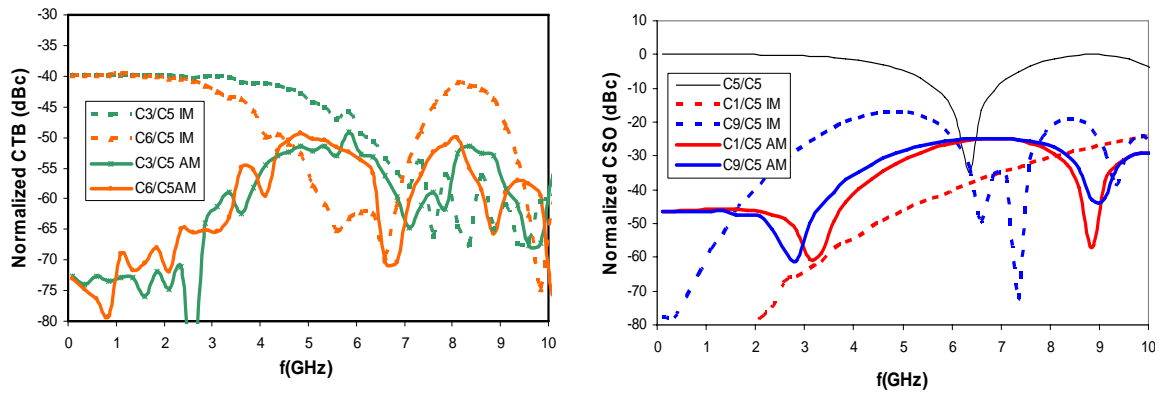 Normalized CTB (dBc)
-30
-35
-40
-45
-50
-55
-60
-65
-70
-75
-80
C3/C5 IM
C6/C5 IM
C3/C5 AM
C6/C5AM
0 1 2 3 4 5 6 7 8 9 10
f(GHz)
Normalized CSO (dBc)
10
0
-10
-20
-30
-40
-50
-60
-70
-80
C5/C5
C1/C5 IM
C9/C5 IM
C1/C5 AM
C9/C5 AM
0 1 2 3 4 5 6 7 8 9 10
f(GHz)